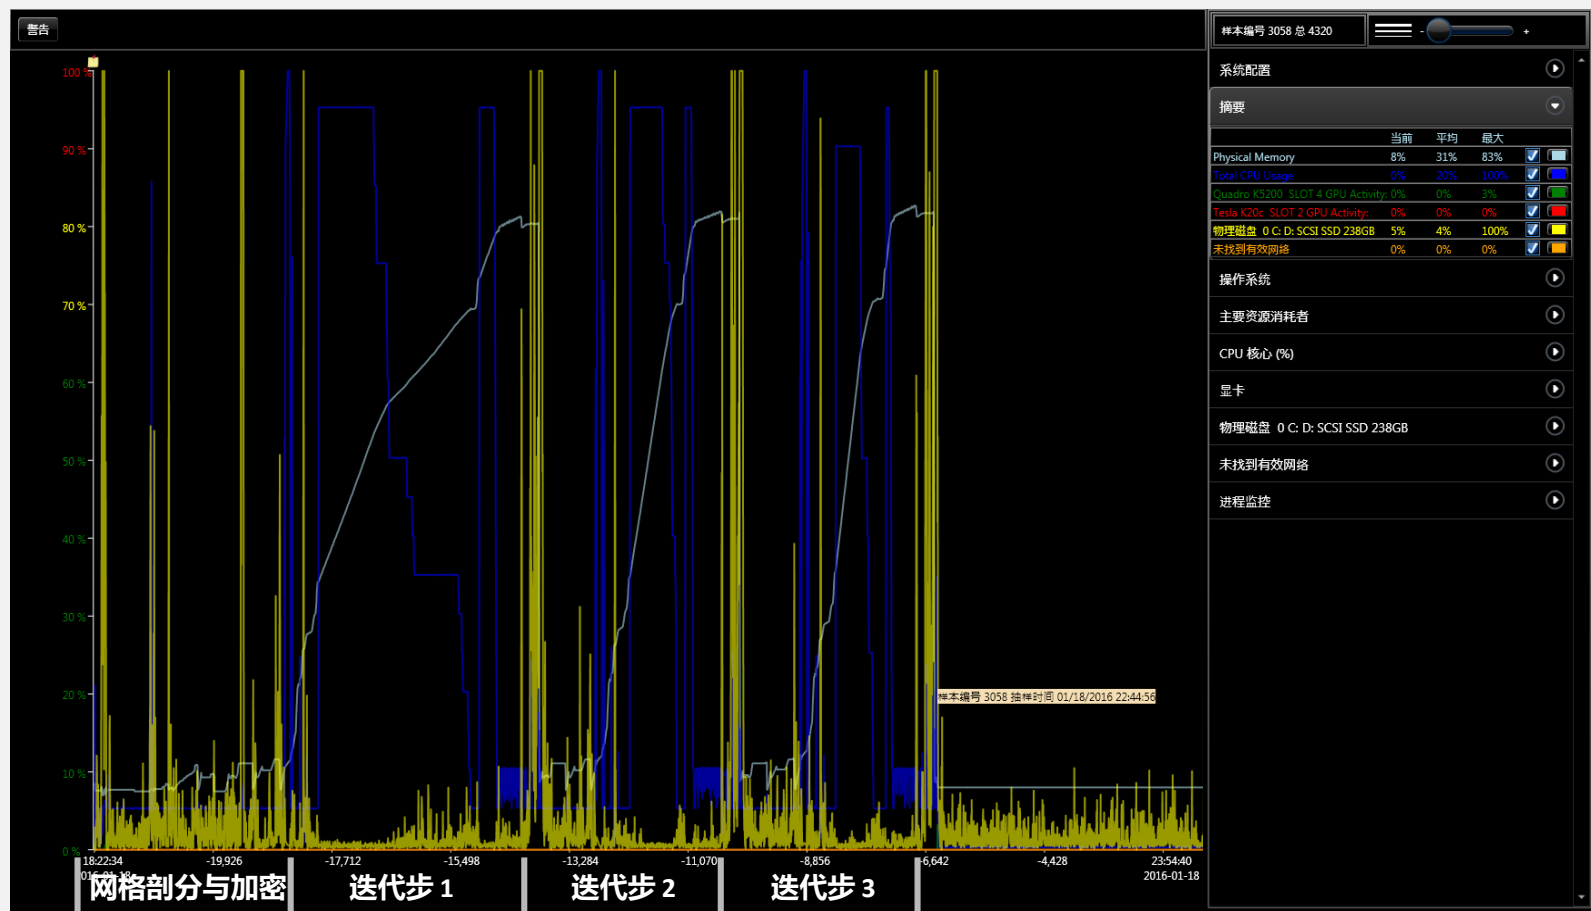 警告
样本编号 3058 总 4320
- +
系统配置
摘要
当前 平均 最大
Physical Memory 8% 31% 83%
Total CPU Usage 0% 20% 100%
Quadro K5200 SLOT 4 GPU Activity: 0% 0% 3%
Tesla K20c SLOT 2 GPU Activity: 0% 0% 0%
物理磁盘 0 C: D: SCSI SSD 238GB 5% 4% 100%
未找到有效网络 0% 0% 0%
操作系统
主要资源消耗者
CPU 核心 (%)
显卡
物理磁盘 0 C: D: SCSI SSD 238GB
未找到有效网络
进程监控
100 %
90 %
80 %
70 %
60 %
50 %
40 %
30 %
20 %
10 %
0 %
样本编号 3058 抽样时间 01/18/2016 22:44:56
18:22:34 -19,926 -17,712 -15,498 -13,284 -11,070 -8,856 -6,642 -4,428 23:54:40
016-01-18 2016-01-18
网格剖分与加密 迭代步 1 迭代步 2 迭代步 3